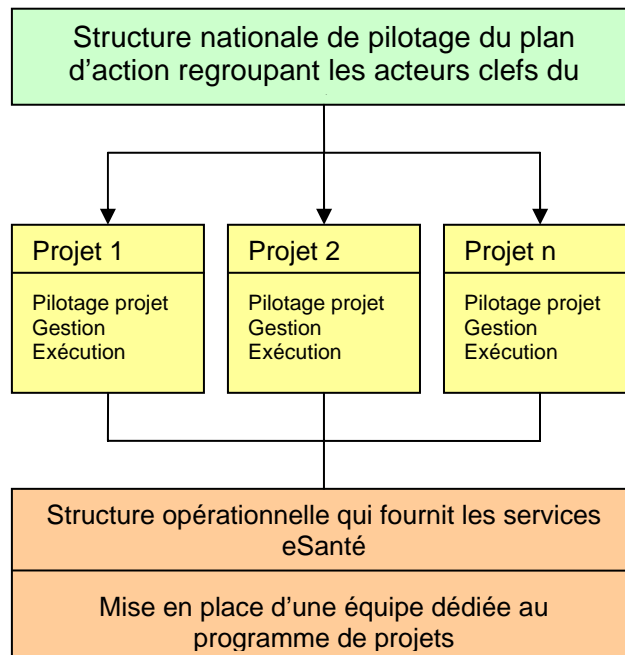 Structure nationale de pilotage du plan
d’action regroupant les acteurs clefs du
Projet 1
Pilotage projet
Gestion
Exécution
Projet 2
Pilotage projet
Gestion
Exécution
Projet n
Pilotage projet
Gestion
Exécution
Structure opérationnelle qui fournit les services
eSanté
Mise en place d’une équipe dédiée au
programme de projets